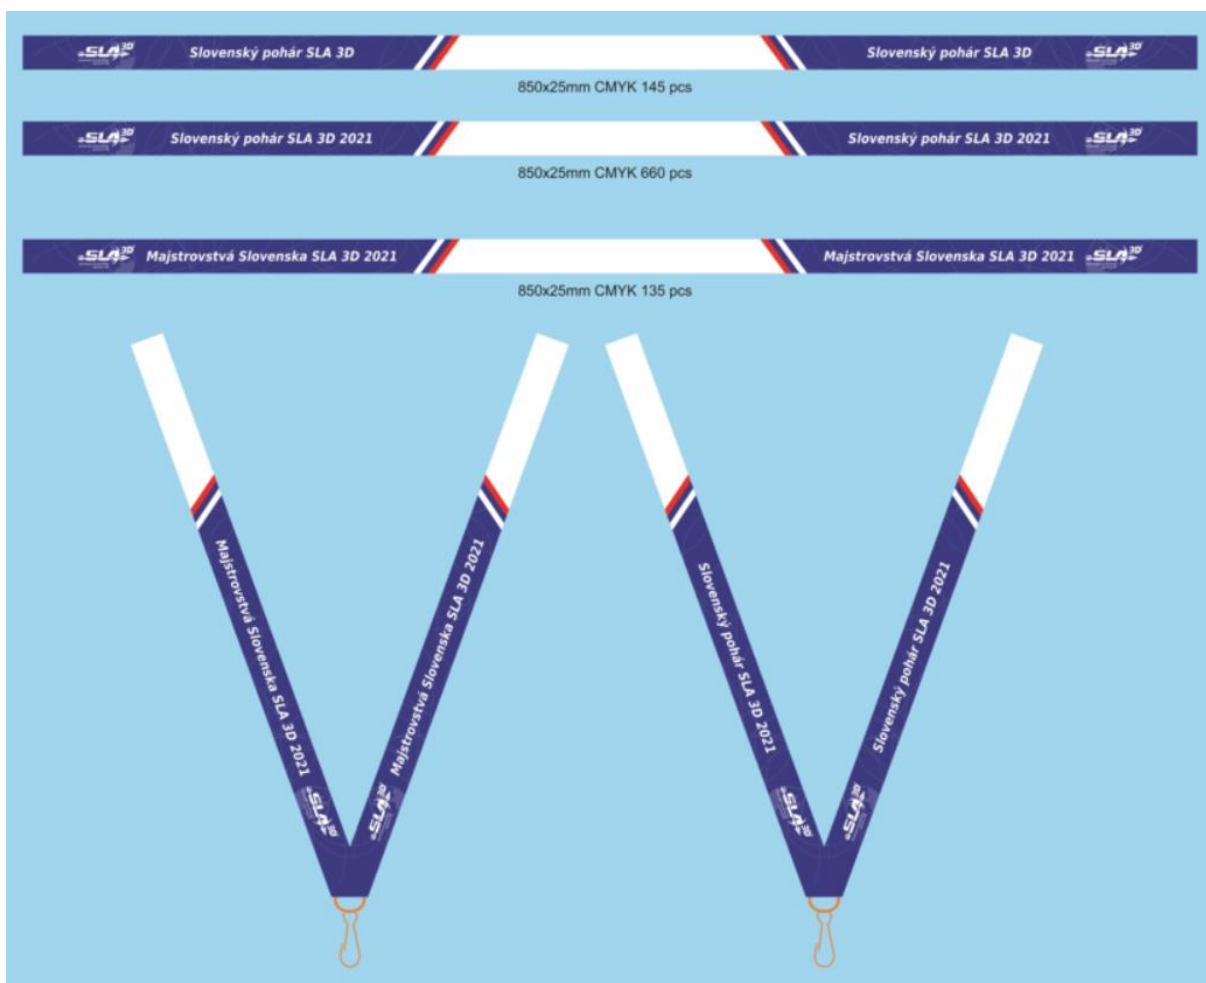 SLA 3D Slovenský pohár SLA 3D Slovenský pohár SLA 3D SLA 3D
850x25mm CMYK 145 pcs
SLA 3D Slovenský pohár SLA 3D 2021 Slovenský pohár SLA 3D 2021 SLA 3D
850x25mm CMYK 660 pcs
SLA 3D Majstrovstvá Slovenska SLA 3D 2021 Majstrovstvá Slovenska SLA 3D 2021 SLA 3D
850x25mm CMYK 135 pcs
Majstrovstvá Slovenska SLA 3D 2021
SLA 3D
Majstrovstvá Slovenska SLA 3D 2021
SLA 3D
Slovenský pohár SLA 3D 2021
SLA 3D
Slovenský pohár SLA 3D 2021
SLA 3D